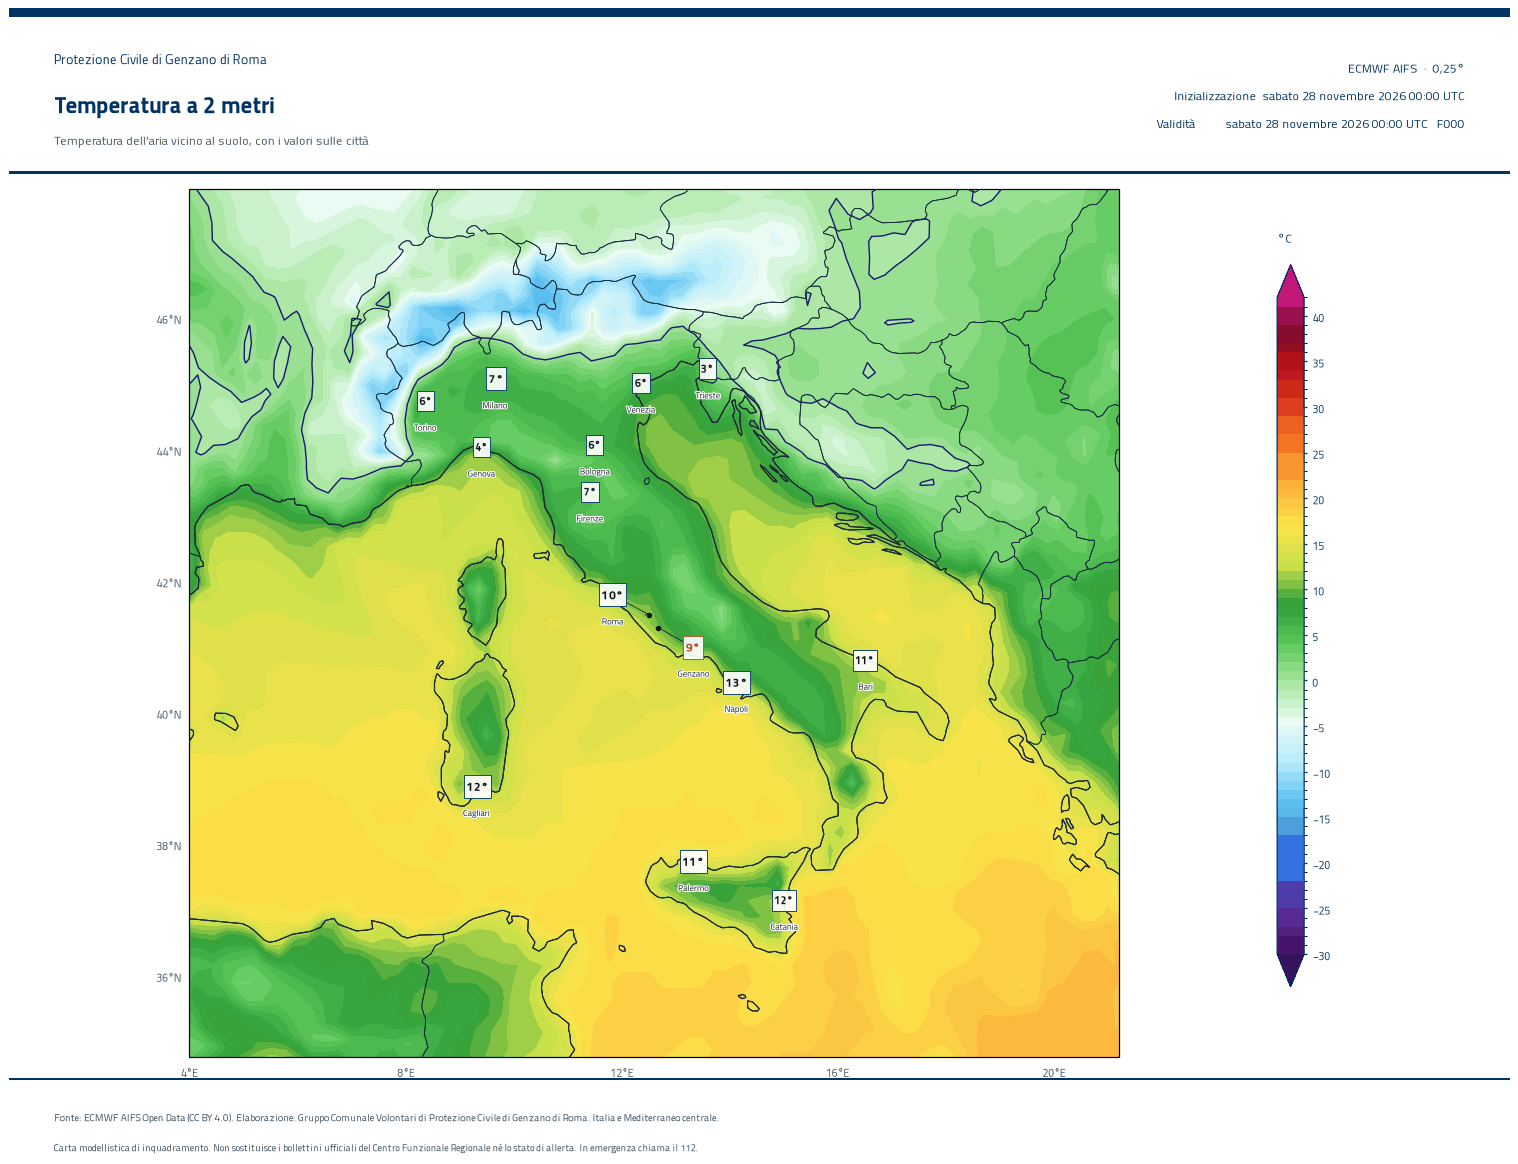 Protezione Civile di Genzano di Roma
Temperatura a 2 metri
Temperatura dell'aria vicino al suolo, con i valori sulle città
ECMWF AIFS · 0,25°
Inizializzazione sabato 28 novembre 2026 00:00 UTC
Validità sabato 28 novembre 2026 00:00 UTC F000
°C
46°N
44°N
42°N
40°N
38°N
36°N
4°E
8°E
12°E
16°E
20°E
3°
Trieste
7°
Milano
6°
Venezia
6°
Torino
4°
Genova
6°
Bologna
7°
Firenze
10°
Roma
9°
Genzano
11°
Bari
13°
Napoli
12°
Cagliari
11°
Palermo
12°
Catania
40
35
30
25
20
15
10
5
0
−5
−10
−15
−20
−25
−30
Fonte: ECMWF AIFS Open Data (CC BY 4.0). Elaborazione: Gruppo Comunale Volontari di Protezione Civile di Genzano di Roma. Italia e Mediterraneo centrale.
Carta modellistica di inquadramento. Non sostituisce i bollettini ufficiali del Centro Funzionale Regionale né lo stato di allerta. In emergenza chiama il 112.